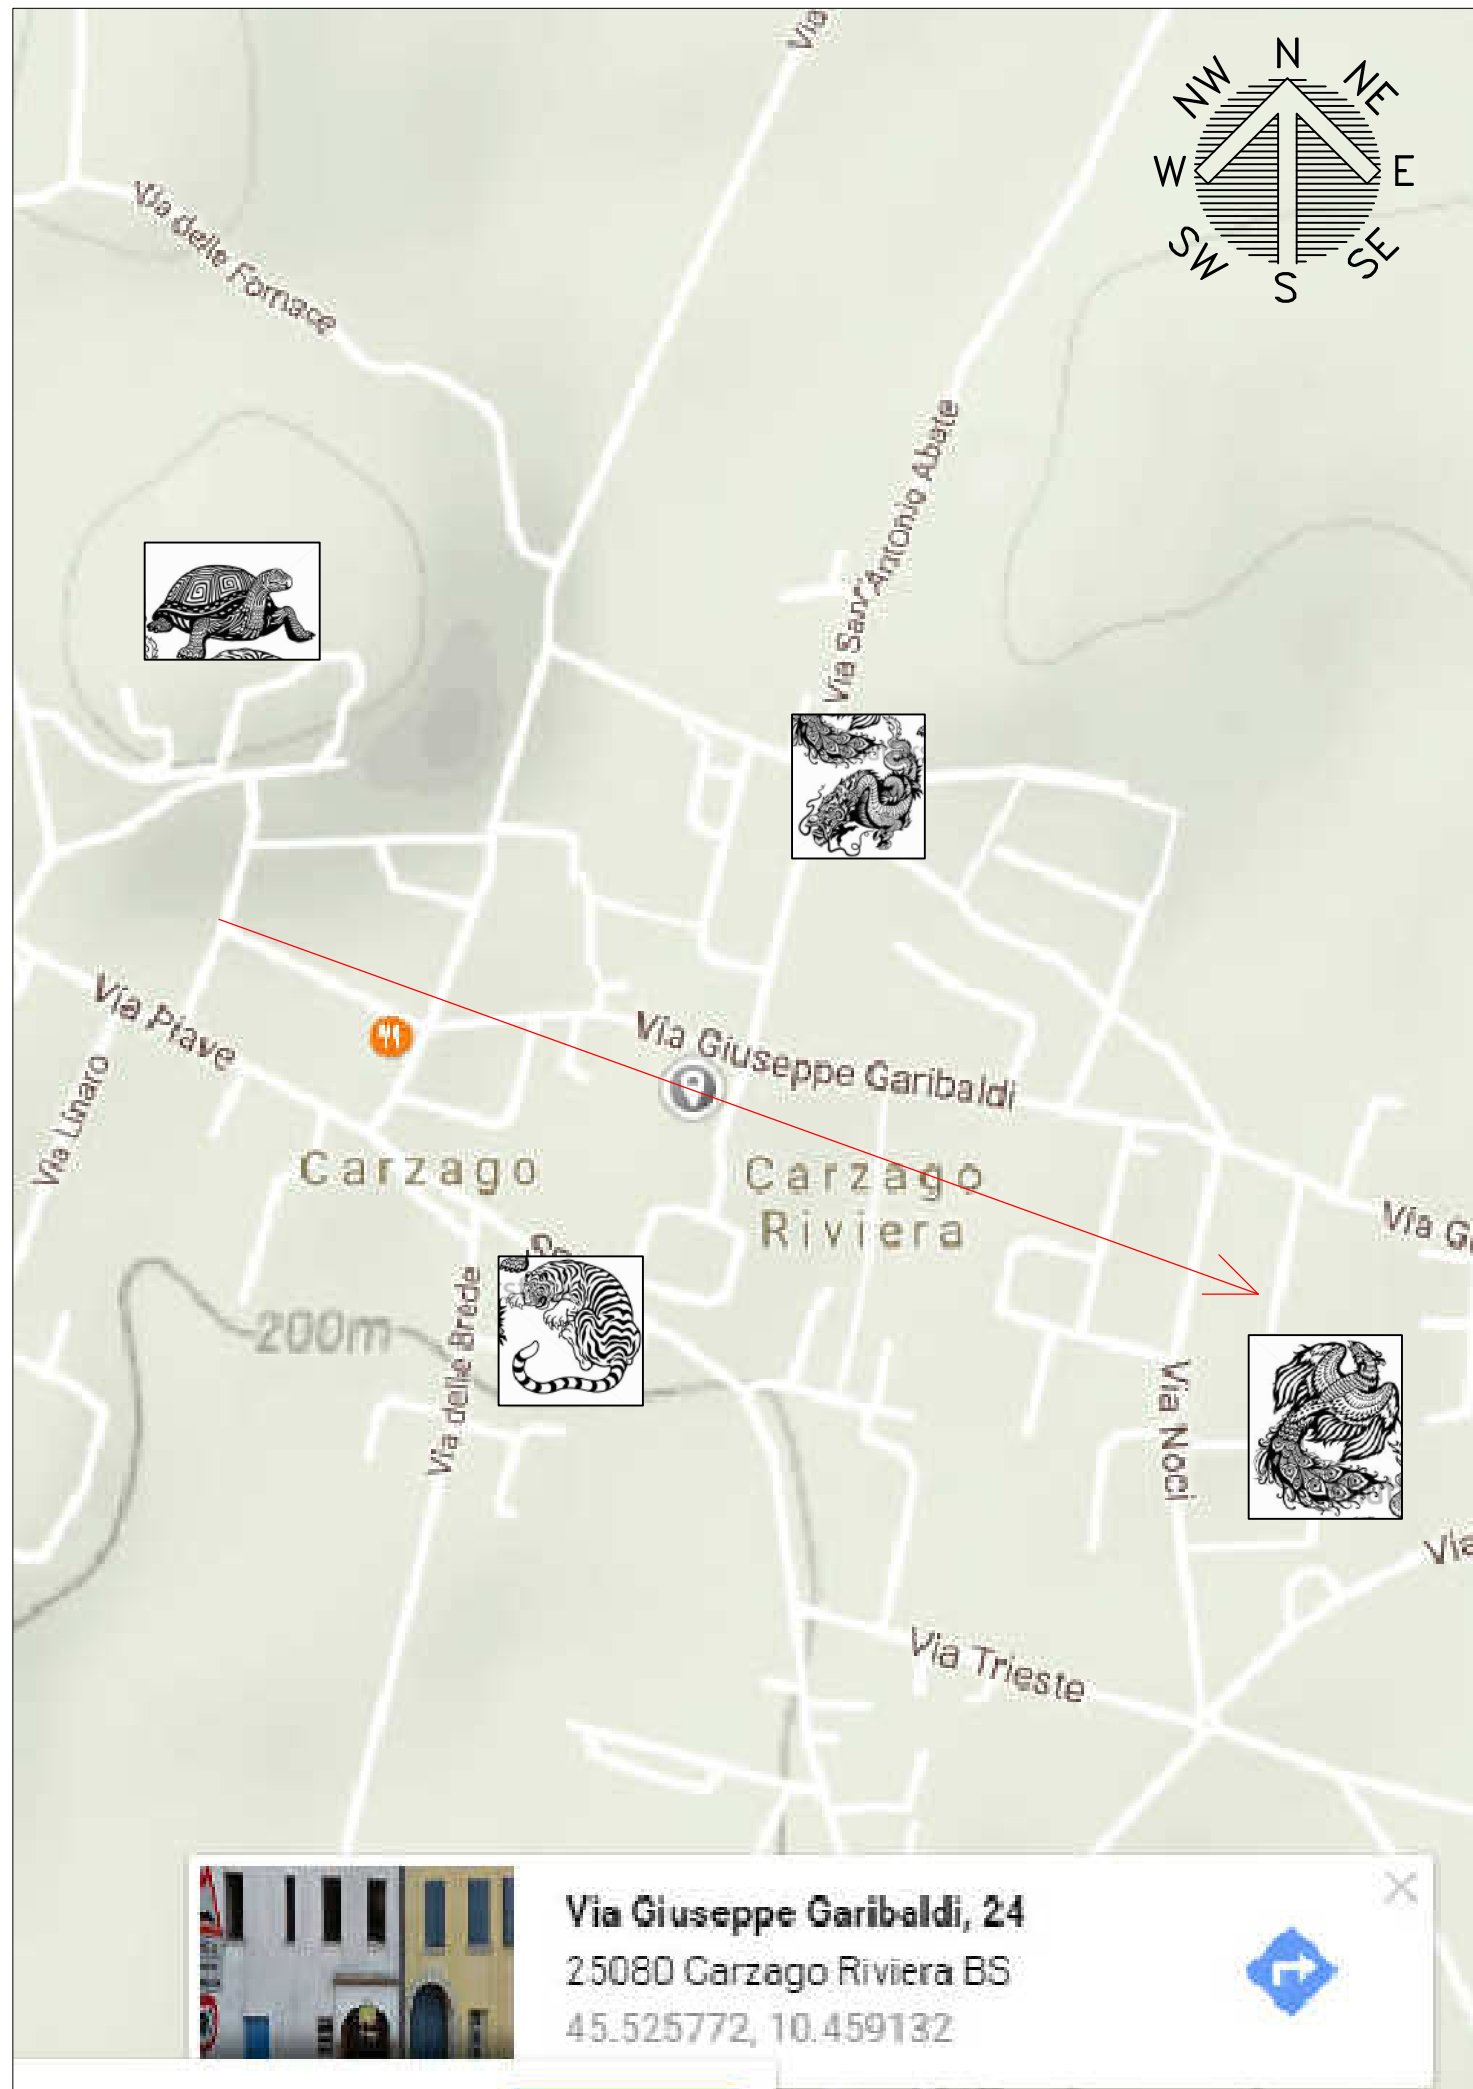 Via
N
NW
NE
W
E
SW
SE
S
Via delle Fornace
Via Sant'Antonio Abate
Via Piave
Via Linaro
Via Giuseppe Garibaldi
Carzago
Carzago
Riviera
Via G
200m
Via delle Brede
Via Noci
Via
Via Trieste
Via Giuseppe Garibaldi, 24
25080 Carzago Riviera BS
45.525772, 10.459132